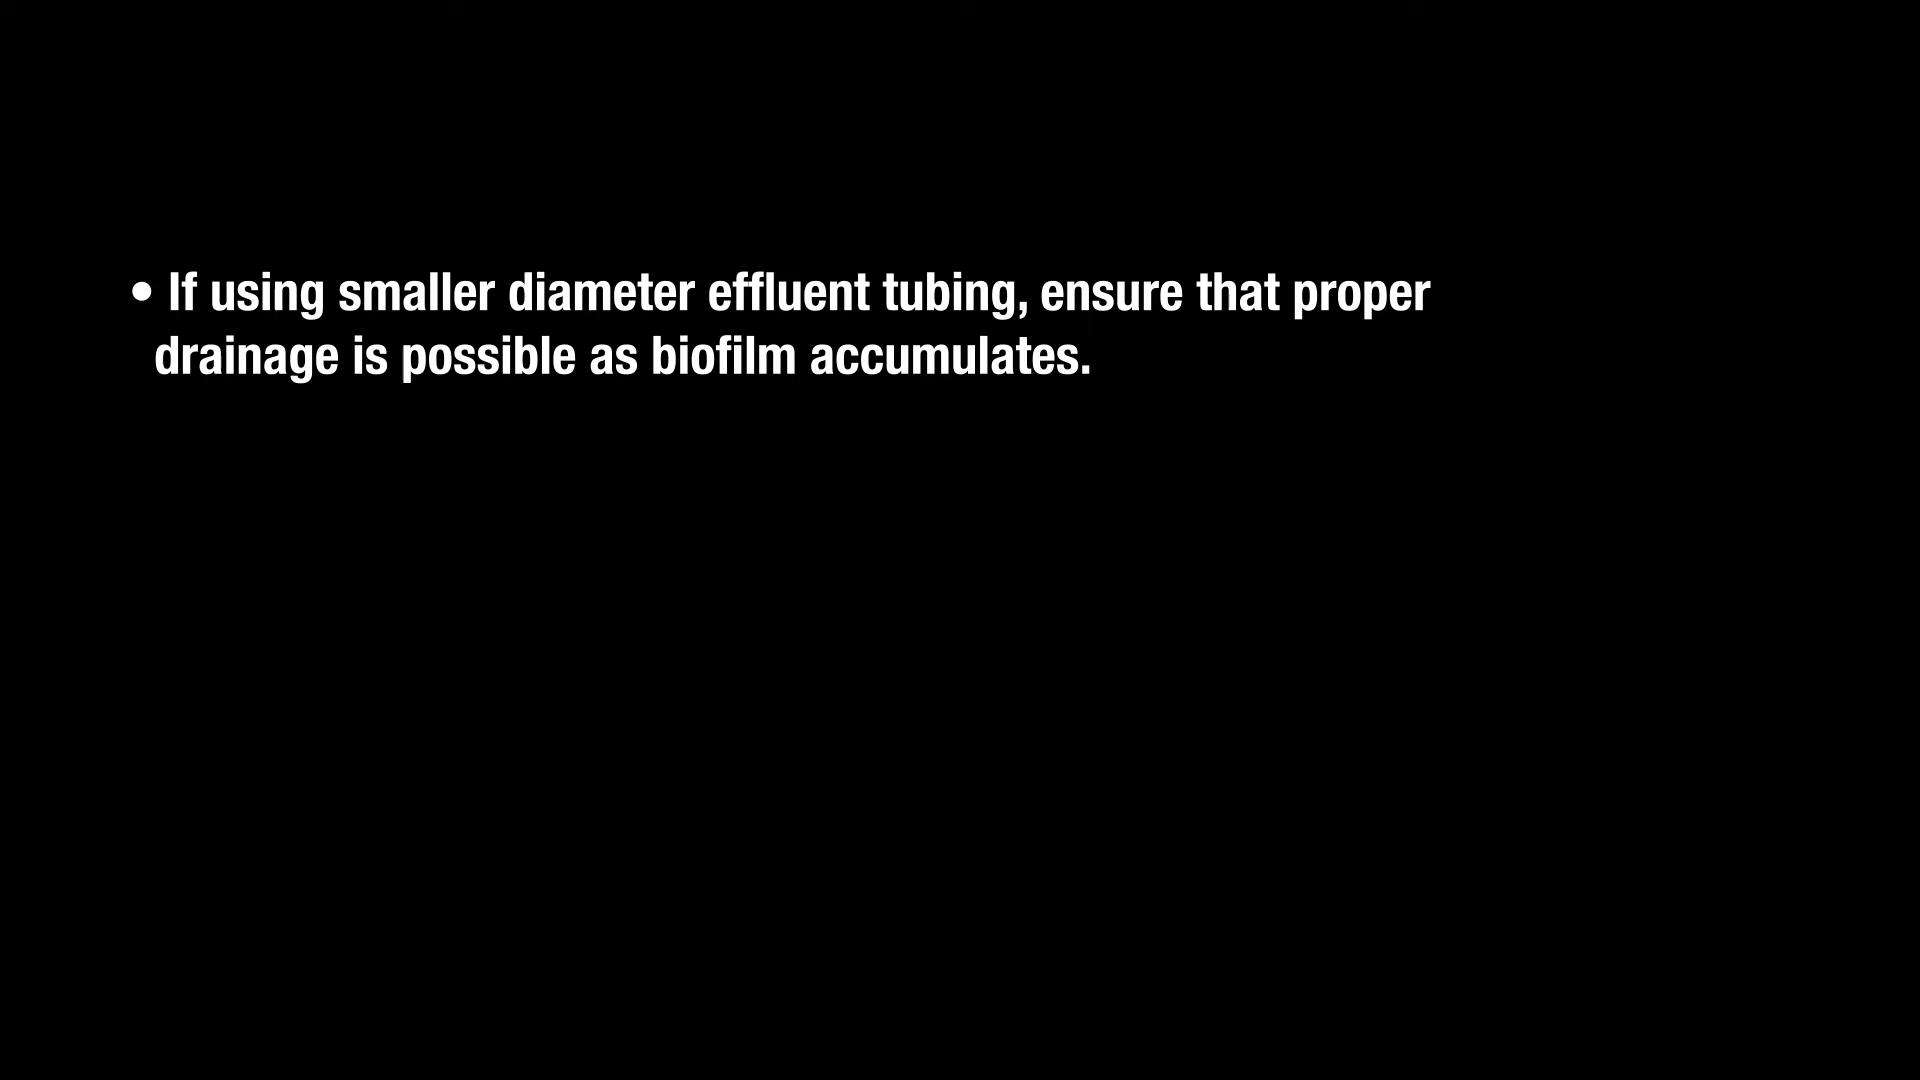 • If using smaller diameter effluent tubing, ensure that proper
drainage is possible as biofilm accumulates.